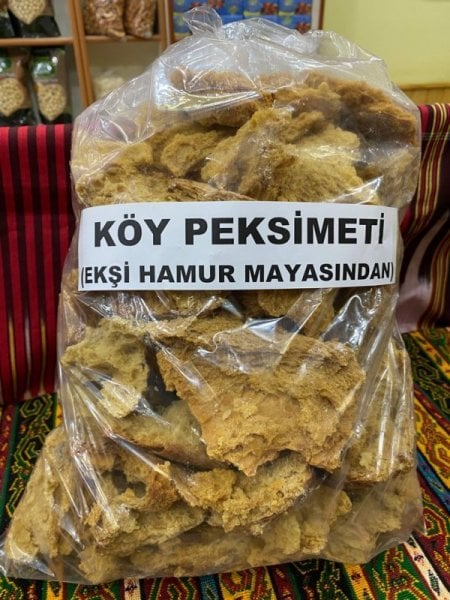 KÖY PEKSİMETİ
(EKŞİ HAMUR MAYASINDAN)